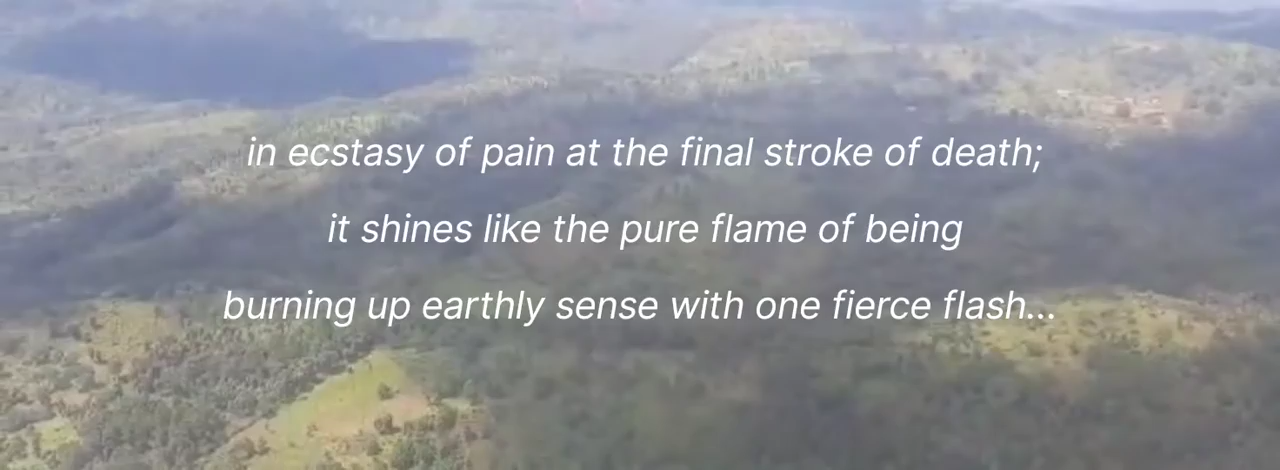 in ecstasy of pain at the final stroke of death;
it shines like the pure flame of being
burning up earthly sense with one fierce flash...